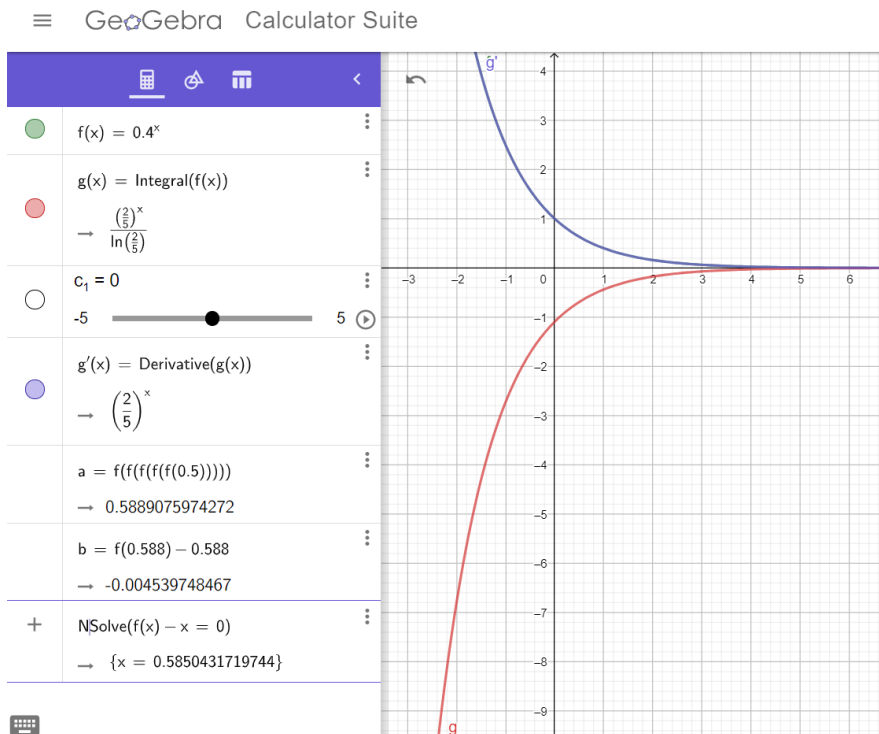 GeoGebra Calculator Suite
f(x) = 0.4ˣ
g(x) = Integral(f(x))
→ (2/5)ˣ / ln(2/5)
c₁ = 0
-5 5
g′(x) = Derivative(g(x))
→ (2/5)ˣ
a = f(f(f(f(f(0.5)))))
→ 0.5889075974272
b = f(0.588) – 0.588
→ -0.004539748467
+ NSolve(f(x) – x = 0)
→ {x = 0.5850431719744}
g'
4
3
2
1
–3 –2 –1 0 1 2 3 4 5 6
–1
–2
–3
–4
–5
–6
–7
–8
–9
g